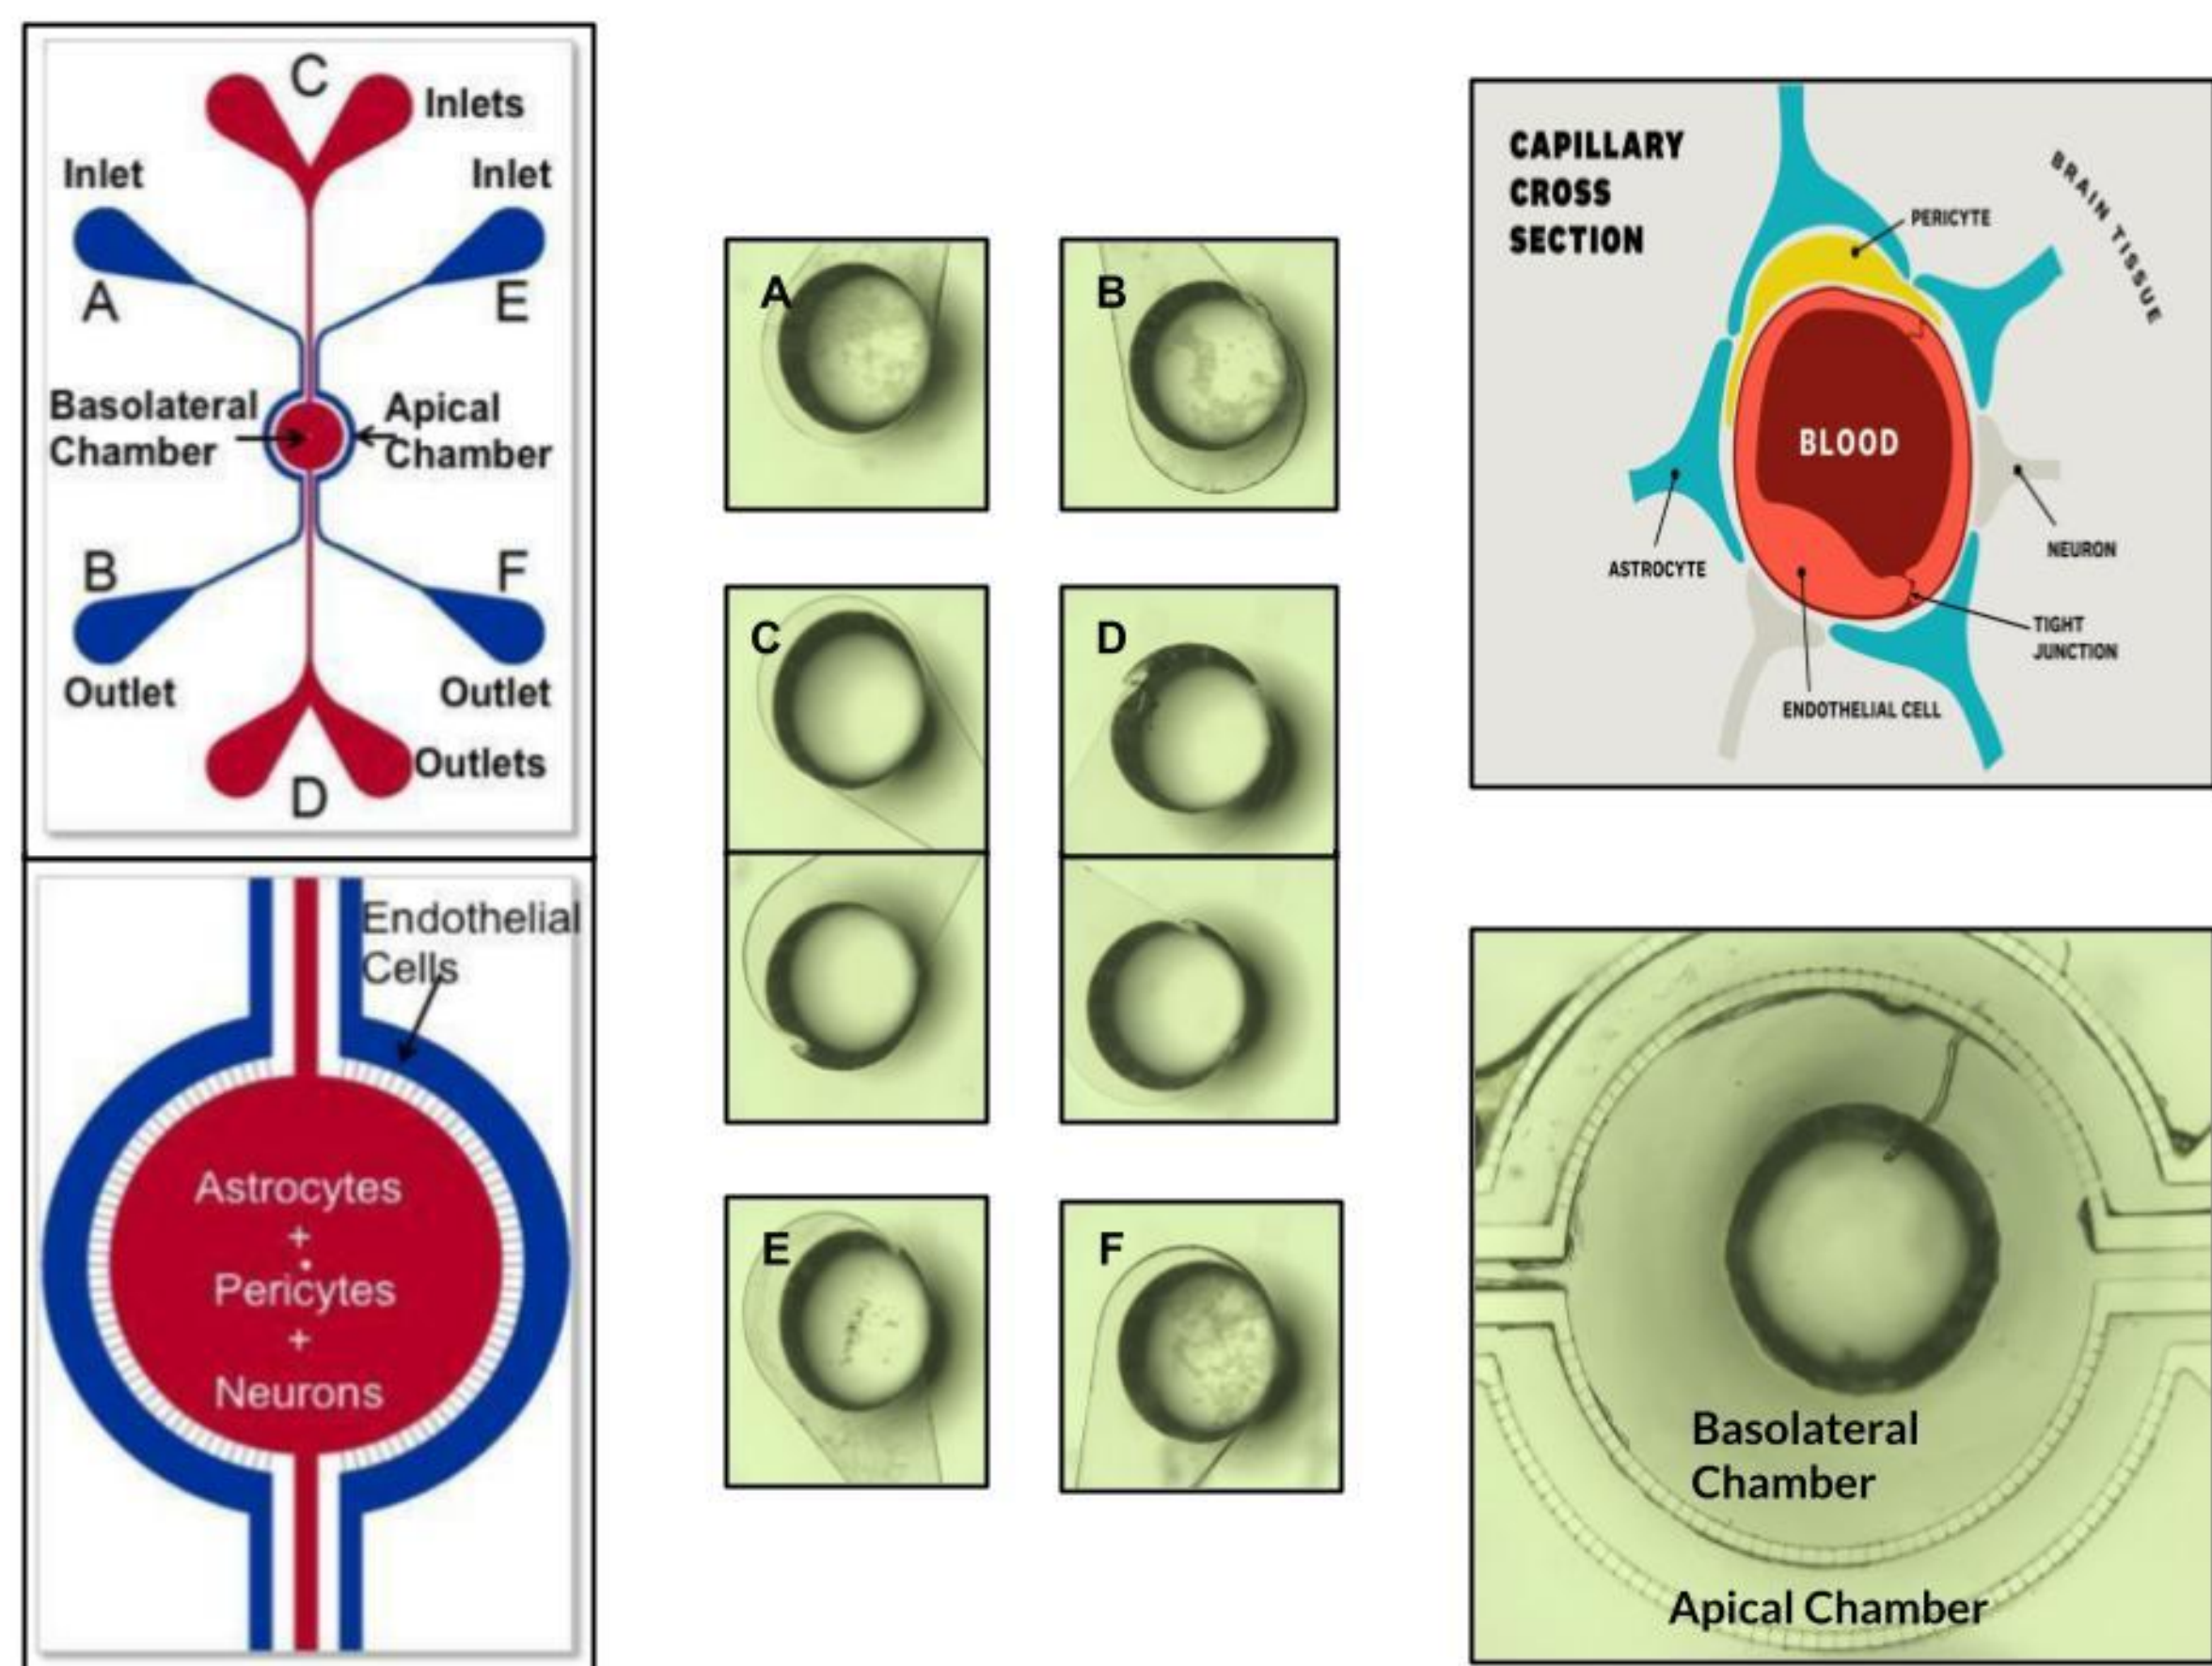 C
Inlets
Inlet
Inlet
A
E
Basolateral
Chamber
Apical
Chamber
B
F
Outlet
Outlet
Outlets
D
Endothelial
Cells
Astrocytes
+
Pericytes
+
Neurons
A
B
C
D
E
F
CAPILLARY
CROSS
SECTION
BRAIN TISSUE
PERICYTE
BLOOD
ASTROCYTE
NEURON
TIGHT
JUNCTION
ENDOTHELIAL CELL
Basolateral
Chamber
Apical Chamber